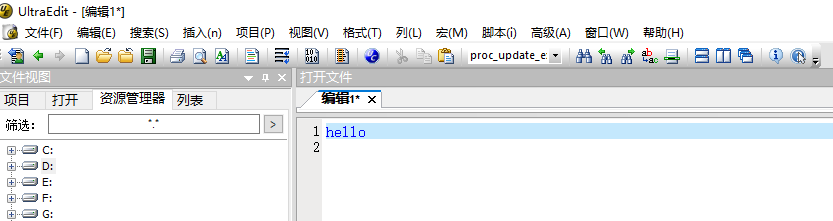 UltraEdit - [编辑1*]
文件(F) 编辑(E) 搜索(S) 插入(n) 项目(P) 视图(V) 格式(T) 列(L) 宏(M) 脚本(i) 高级(A) 窗口(W) 帮助(H)
proc_update_e
文件视图
打开文件
项目 打开 资源管理器 列表
编辑1*
筛选: *.* >
1 hello
2
C:
D:
E:
F:
G: